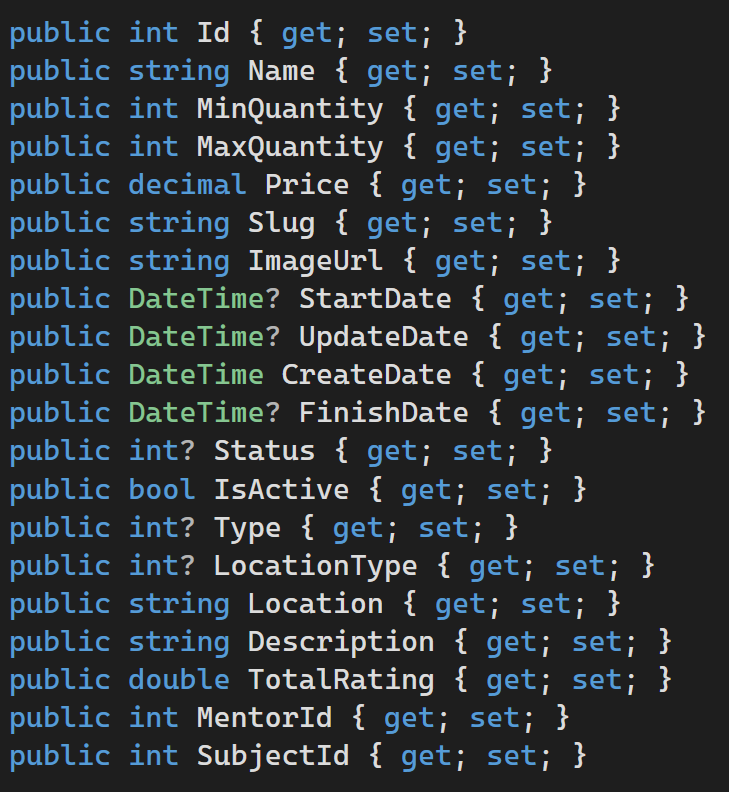 public int Id { get; set; }
public string Name { get; set; }
public int MinQuantity { get; set; }
public int MaxQuantity { get; set; }
public decimal Price { get; set; }
public string Slug { get; set; }
public string ImageUrl { get; set; }
public DateTime? StartDate { get; set; }
public DateTime? UpdateDate { get; set; }
public DateTime CreateDate { get; set; }
public DateTime? FinishDate { get; set; }
public int? Status { get; set; }
public bool IsActive { get; set; }
public int? Type { get; set; }
public int? LocationType { get; set; }
public string Location { get; set; }
public string Description { get; set; }
public double TotalRating { get; set; }
public int MentorId { get; set; }
public int SubjectId { get; set; }